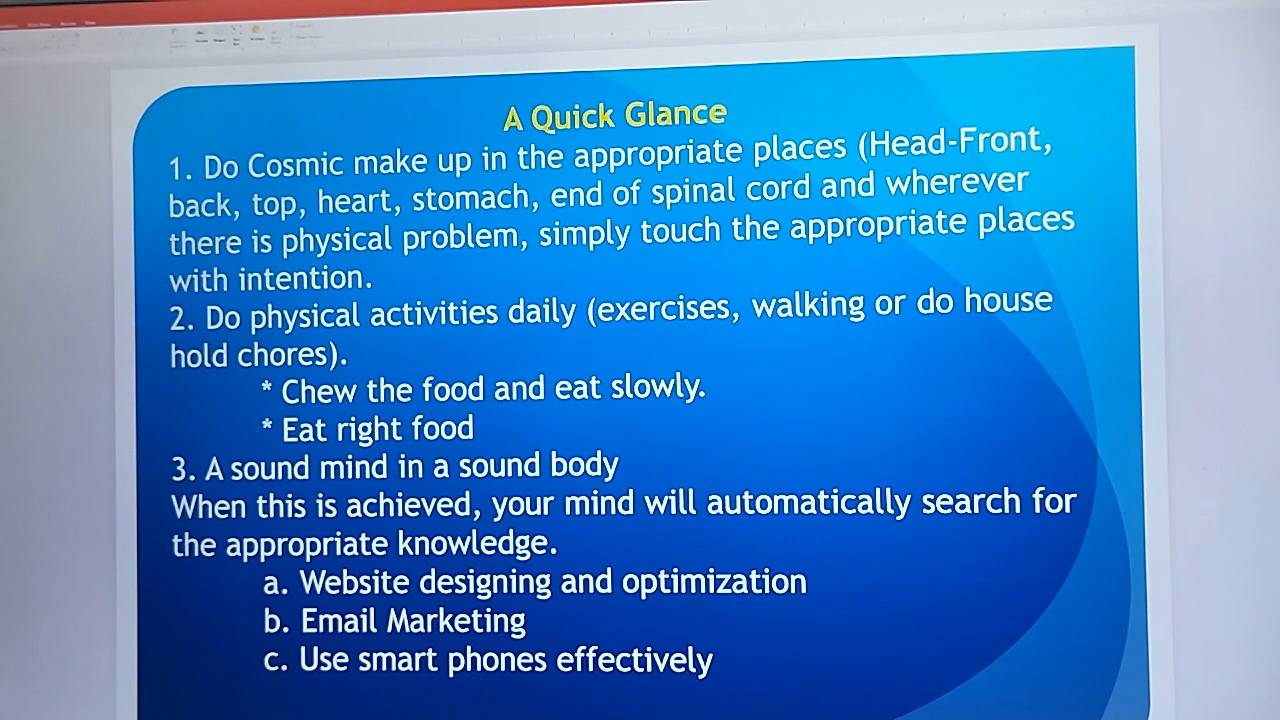 A Quick Glance
1. Do Cosmic make up in the appropriate places (Head-Front,
back, top, heart, stomach, end of spinal cord and wherever
there is physical problem, simply touch the appropriate places
with intention.
2. Do physical activities daily (exercises, walking or do house
hold chores).
* Chew the food and eat slowly.
* Eat right food
3. A sound mind in a sound body
When this is achieved, your mind will automatically search for
the appropriate knowledge.
a. Website designing and optimization
b. Email Marketing
c. Use smart phones effectively